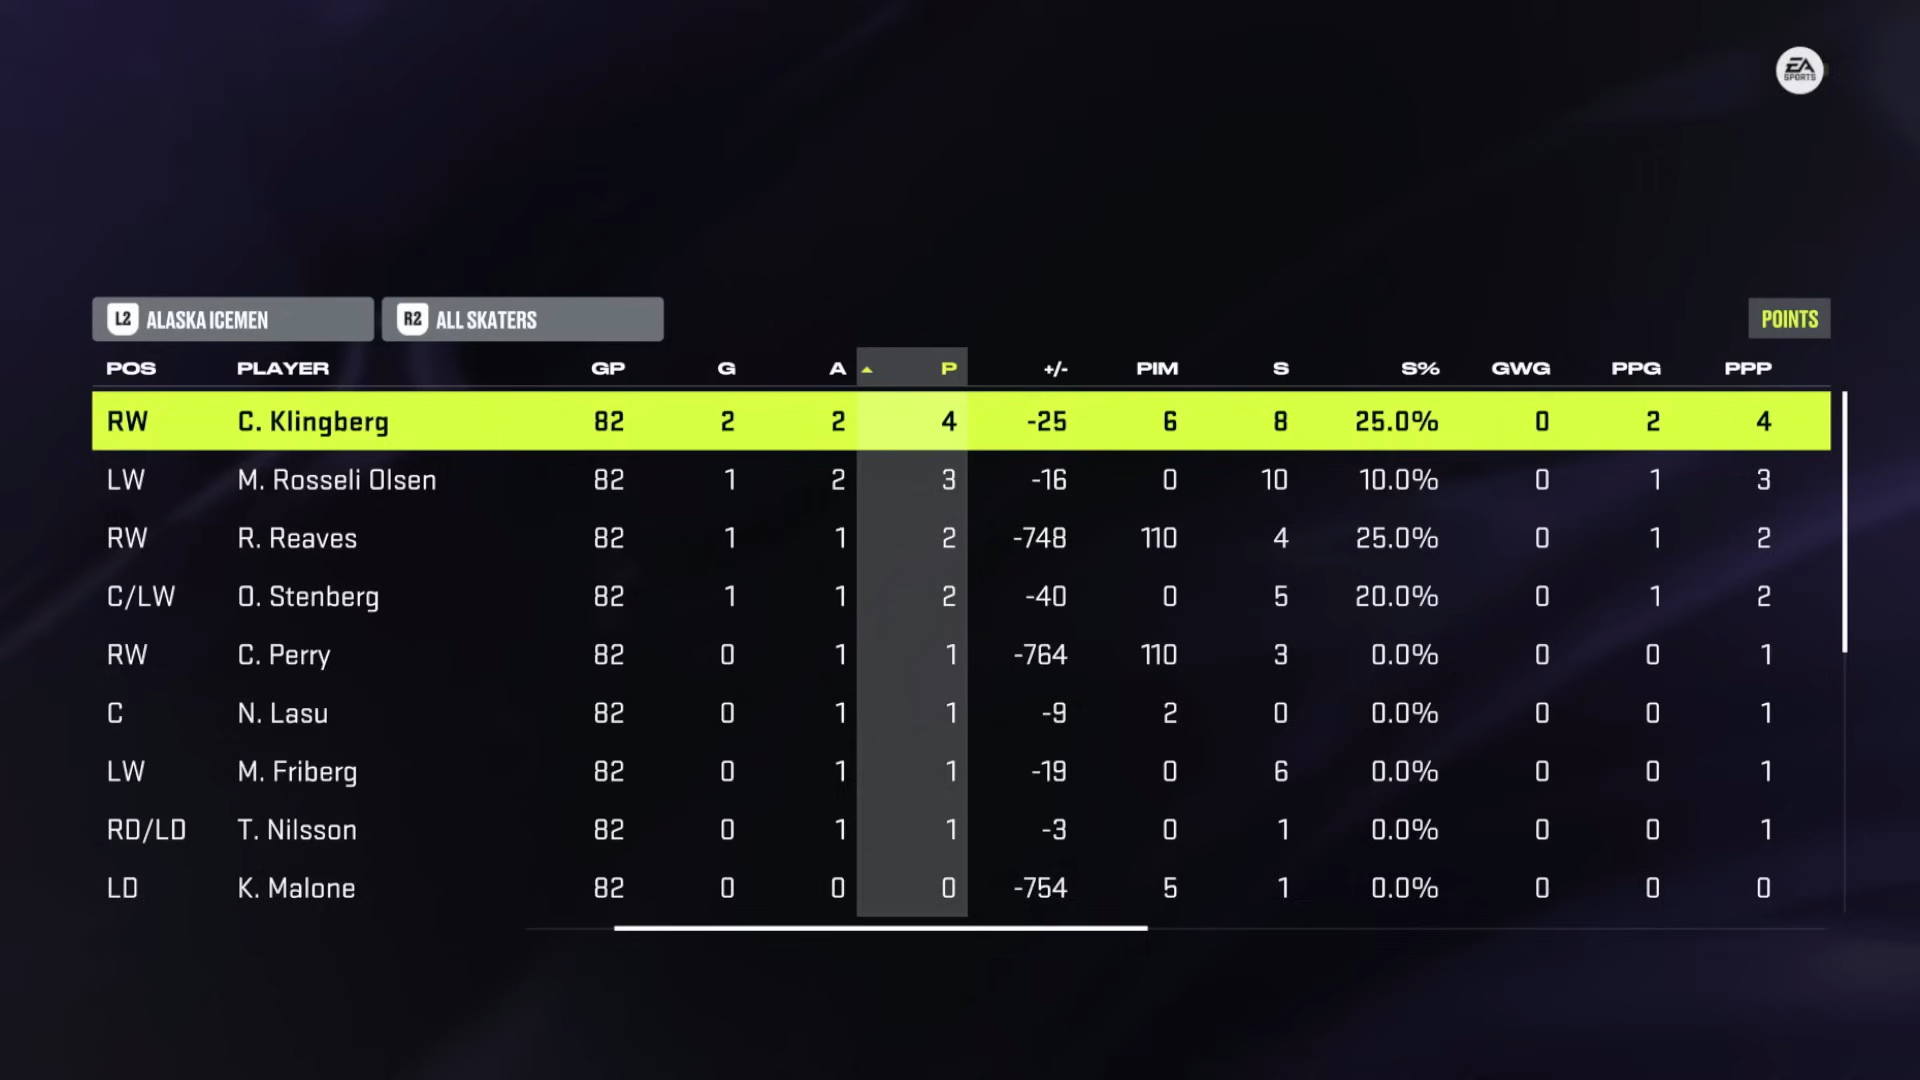 EA SPORTS
L2 ALASKA ICEMEN R2 ALL SKATERS POINTS
POS PLAYER GP G A P +/- PIM S S% GWG PPG PPP
RW C. Klingberg 82 2 2 4 -25 6 8 25.0% 0 2 4
LW M. Rosseli Olsen 82 1 2 3 -16 0 10 10.0% 0 1 3
RW R. Reaves 82 1 1 2 -748 110 4 25.0% 0 1 2
C/LW O. Stenberg 82 1 1 2 -40 0 5 20.0% 0 1 2
RW C. Perry 82 0 1 1 -764 110 3 0.0% 0 0 1
C N. Lasu 82 0 1 1 -9 2 0 0.0% 0 0 1
LW M. Friberg 82 0 1 1 -19 0 6 0.0% 0 0 1
RD/LD T. Nilsson 82 0 1 1 -3 0 1 0.0% 0 0 1
LD K. Malone 82 0 0 0 -754 5 1 0.0% 0 0 0